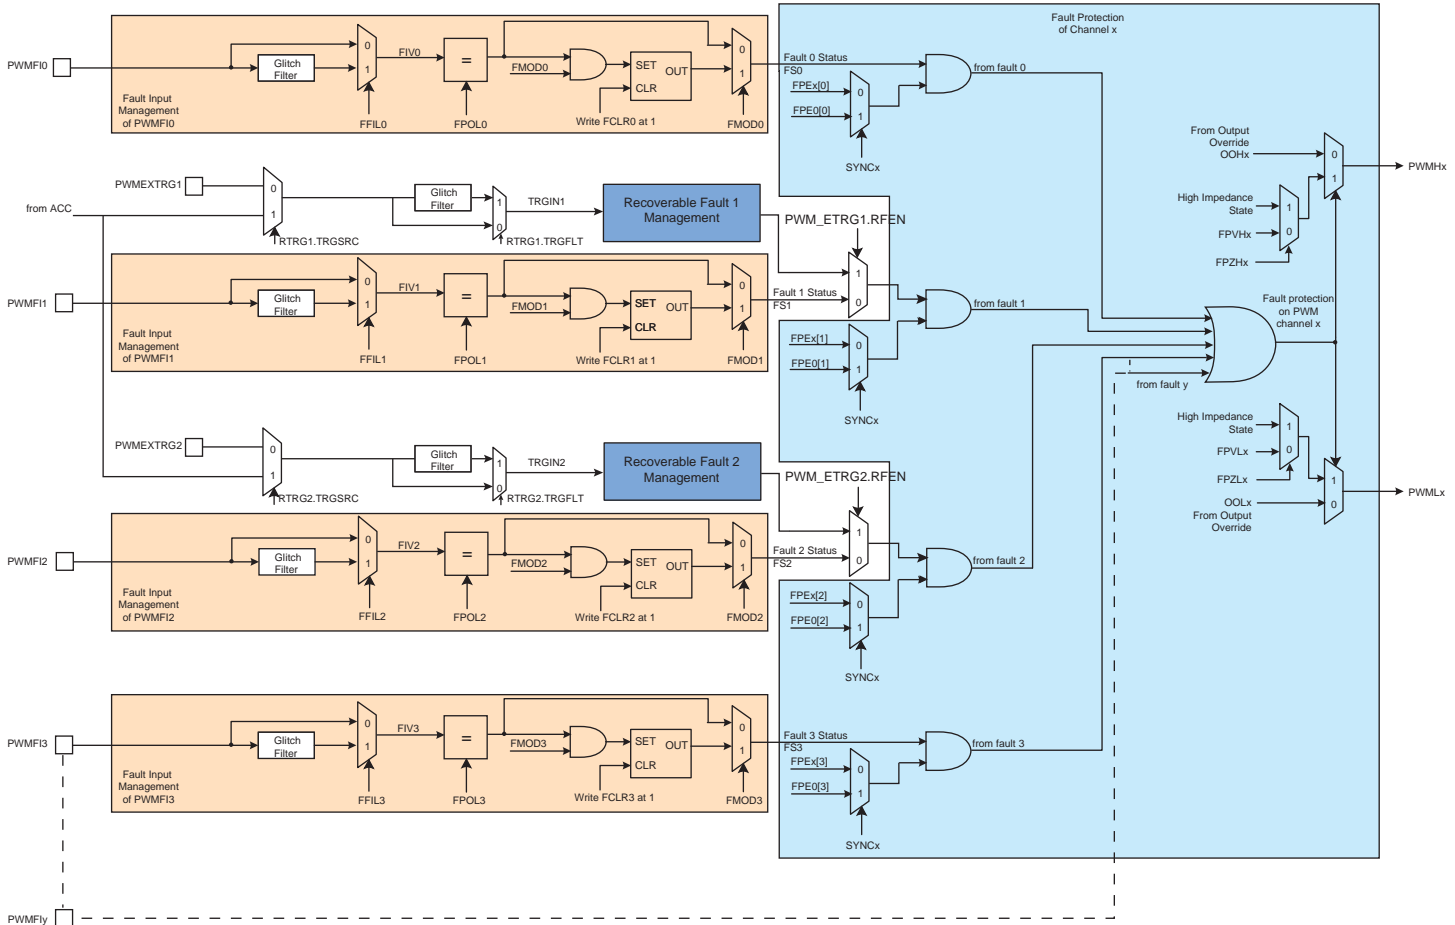 Fault Protection
of Channel x
PWMFI0
Glitch
Filter
0
1
FIV0
=
FMOD0
SET
OUT
CLR
0
1
Fault 0 Status
FS0
Fault Input
Management
of PWMFI0
FFIL0
FPOL0
Write FCLR0 at 1
FMOD0
FPEx[0]
FPE0[0]
0
1
SYNCx
from fault 0
From Output
Override
OOHx
0
1
PWMHx
High Impedance
State
FPVHx
1
0
FPZHx
PWMEXTRG1
from ACC
0
1
RTRG1.TRGSRC
Glitch
Filter
1
0
RTRG1.TRGFLT
TRGIN1
Recoverable Fault 1
Management
PWM_ETRG1.RFEN
1
0
PWMFI1
Glitch
Filter
0
1
FIV1
=
FMOD1
SET
OUT
CLR
0
1
Fault 1 Status
FS1
Fault Input
Management
of PWMFI1
FFIL1
FPOL1
Write FCLR1 at 1
FMOD1
FPEx[1]
FPE0[1]
0
1
SYNCx
from fault 1
Fault protection
on PWM
channel x
from fault y
PWMEXTRG2
0
1
RTRG2.TRGSRC
Glitch
Filter
1
0
RTRG2.TRGFLT
TRGIN2
Recoverable Fault 2
Management
PWM_ETRG2.RFEN
1
0
High Impedance
State
FPVLx
1
0
FPZLx
OOLx
From Output
Override
1
0
PWMLx
PWMFI2
Glitch
Filter
0
1
FIV2
=
FMOD2
SET
OUT
CLR
0
1
Fault 2 Status
FS2
Fault Input
Management
of PWMFI2
FFIL2
FPOL2
Write FCLR2 at 1
FMOD2
FPEx[2]
FPE0[2]
0
1
SYNCx
from fault 2
PWMFI3
Glitch
Filter
0
1
FIV3
=
FMOD3
SET
OUT
CLR
0
1
Fault 3 Status
FS3
Fault Input
Management
of PWMFI3
FFIL3
FPOL3
Write FCLR3 at 1
FMOD3
FPEx[3]
FPE0[3]
0
1
SYNCx
from fault 3
PWMFIy